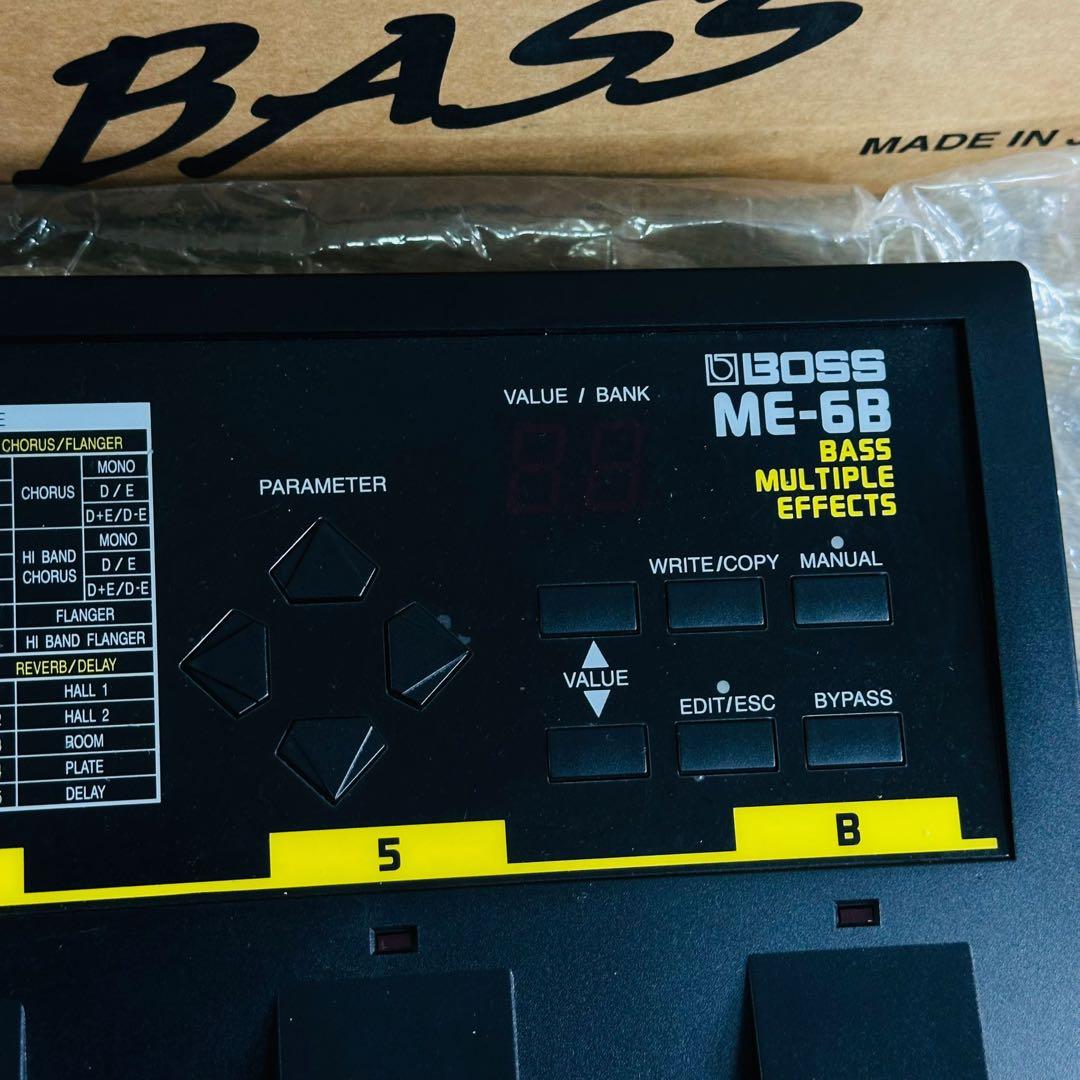 BASS
MADE IN
BOSS
ME-6B
BASS
MULTIPLE
EFFECTS
VALUE / BANK
PARAMETER
CHORUS/FLANGER
CHORUS
MONO
D/E
D+E/D-E
HI BAND
CHORUS
MONO
D/E
D+E/D-E
FLANGER
HI BAND FLANGER
REVERB/DELAY
HALL 1
HALL 2
ROOM
PLATE
DELAY
WRITE/COPY
MANUAL
VALUE
EDIT/ESC
BYPASS
5
B